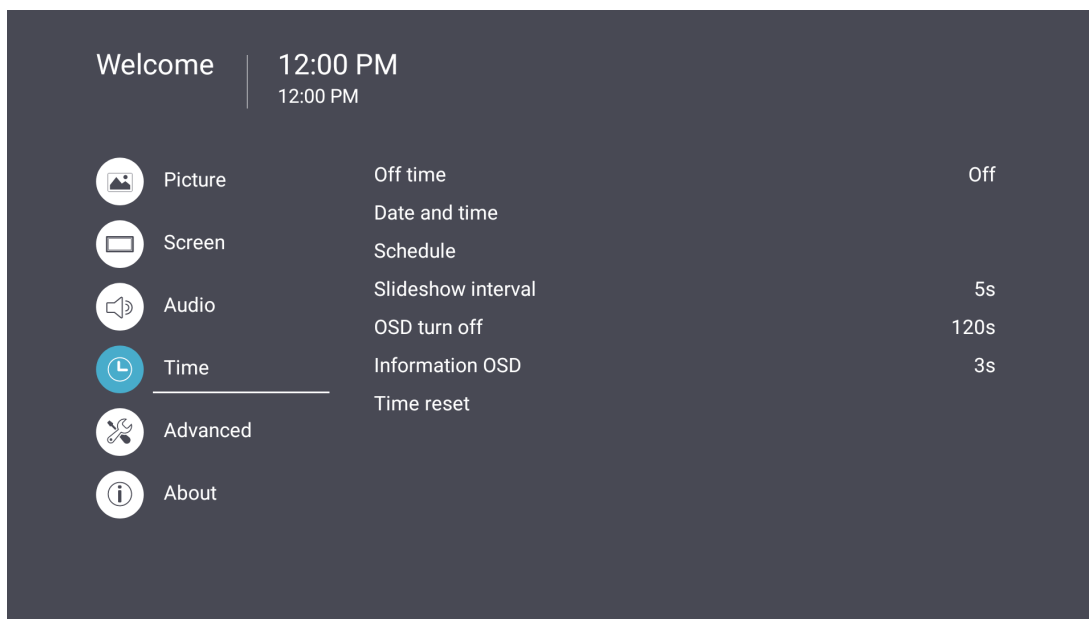 Welcome
12:00 PM
12:00 PM
Picture
Screen
Audio
Time
Advanced
About
Off time Off
Date and time
Schedule
Slideshow interval 5s
OSD turn off 120s
Information OSD 3s
Time reset